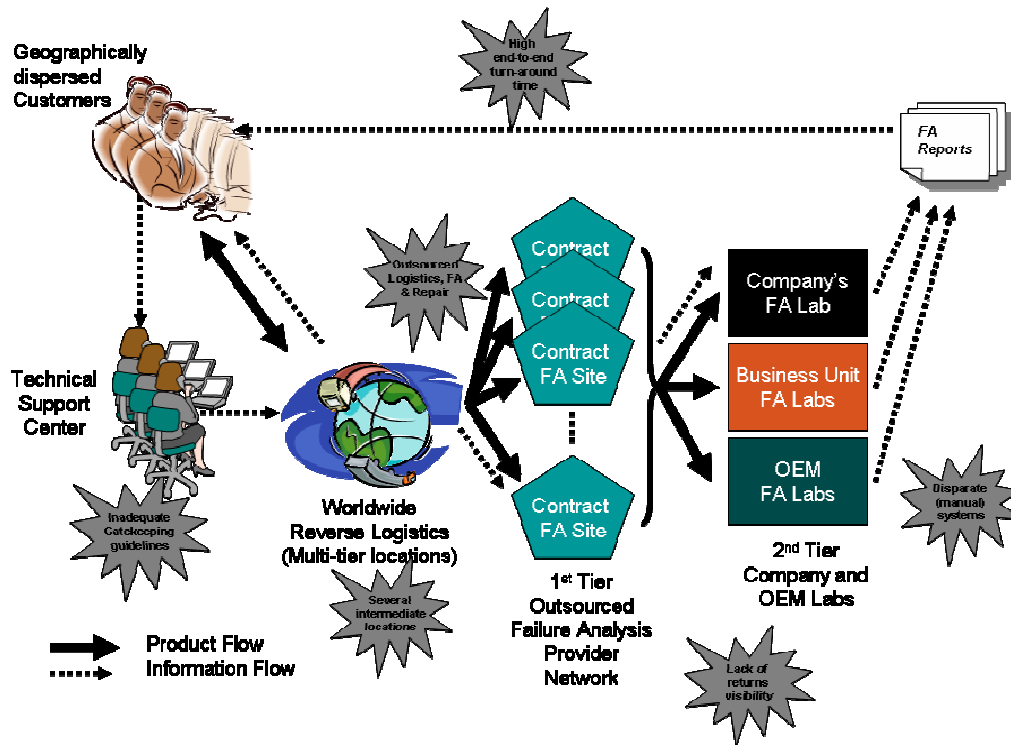 High
end-to-end
turn-around
time
Geographically
dispersed
Customers
FA
Reports
Outsourced
Logistics, FA
& Repair
Contract
Contract
Contract
FA Site
Contract
FA Site
Company's
FA Lab
Business Unit
FA Labs
OEM
FA Labs
Technical
Support
Center
Inadequate
Gatekeeping
guidelines
Worldwide
Reverse Logistics
(Multi-tier locations)
Several
intermediate
locations
1st Tier
Outsourced
Failure Analysis
Provider
Network
2nd Tier
Company and
OEM Labs
Disparate
(manual)
systems
Lack of
returns
visibility
Product Flow
Information Flow